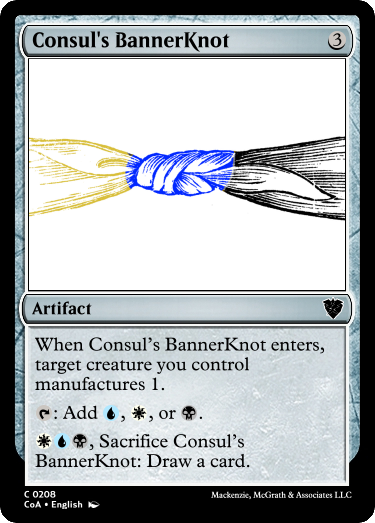 Consul's BannerKnot 3
Artifact
When Consul's BannerKnot enters,
target creature you control
manufactures 1.
: Add , , or .
, Sacrifice Consul's
BannerKnot: Draw a card.
C 0208
CoA • English
Mackenzie, McGrath & Associates LLC